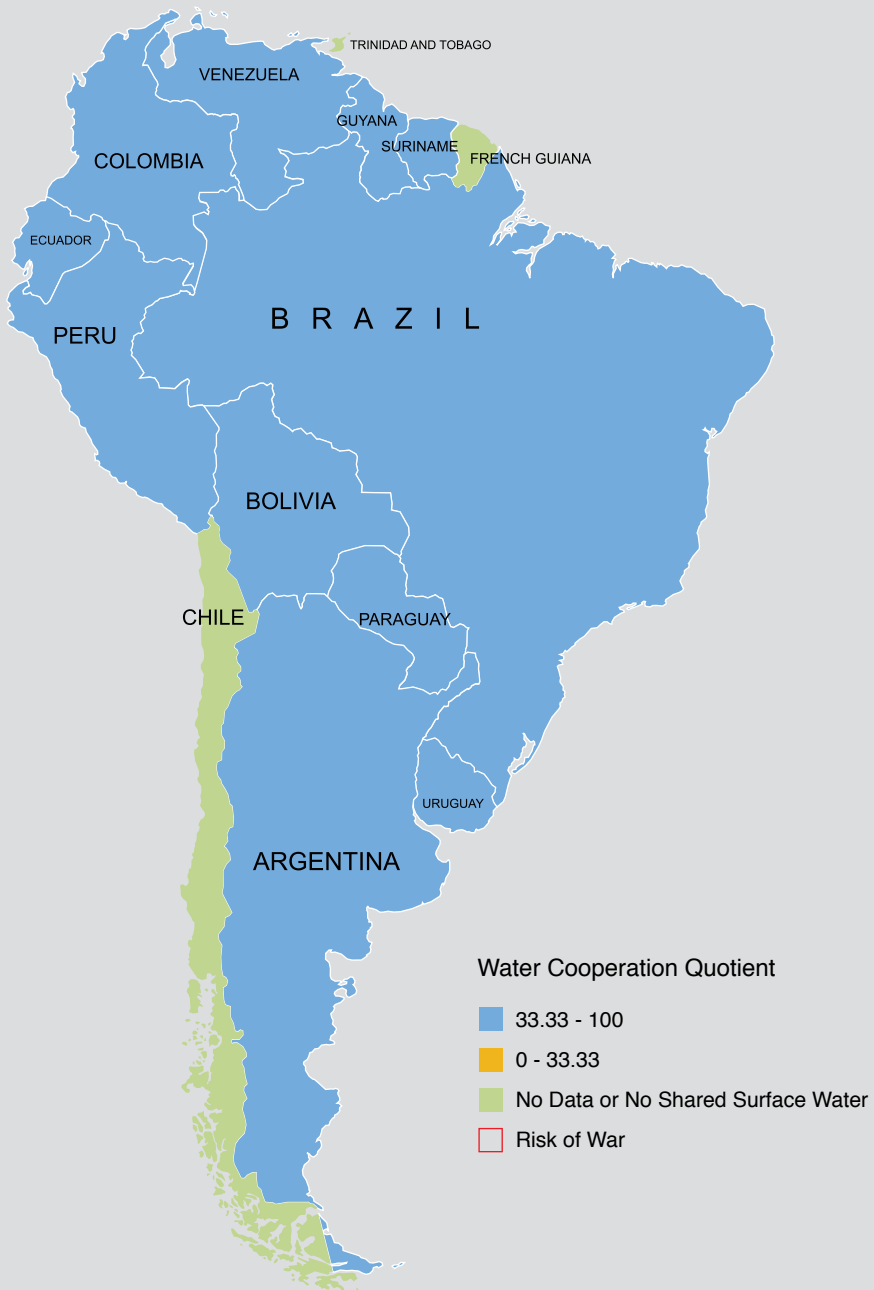 TRINIDAD AND TOBAGO
VENEZUELA
GUYANA
SURINAME
FRENCH GUIANA
COLOMBIA
ECUADOR
BRAZIL
PERU
BOLIVIA
CHILE
PARAGUAY
URUGUAY
ARGENTINA
Water Cooperation Quotient
33.33 - 100
0 - 33.33
No Data or No Shared Surface Water
Risk of War